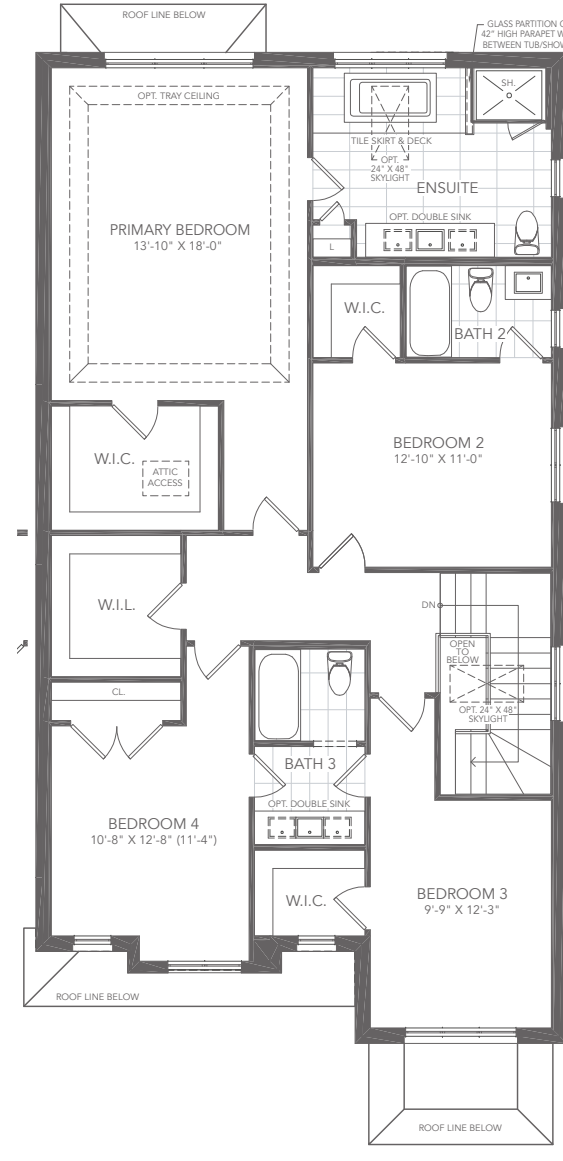 ROOF LINE BELOW
GLASS PARTITION
42" HIGH PARAPET
BETWEEN
OPT. TRAY CEILING
SH.
TILE SKIRT & DECK
OPT.
24" X 48"
SKYLIGHT
ENSUITE
OPT. DOUBLE SINK
PRIMARY BEDROOM
13'-10" X 18'-0"
L
W.I.C.
BATH 2
BEDROOM 2
12'-10" X 11'-0"
W.I.C.
ATTIC
ACCESS
W.I.L.
DN
OPEN
TO
BELOW
OPT. 24" X 48"
SKYLIGHT
CL.
BATH 3
OPT. DOUBLE SINK
BEDROOM 4
10'-8" X 12'-8" (11'-4")
W.I.C.
BEDROOM 3
9'-9" X 12'-3"
ROOF LINE BELOW
ROOF LINE BELOW